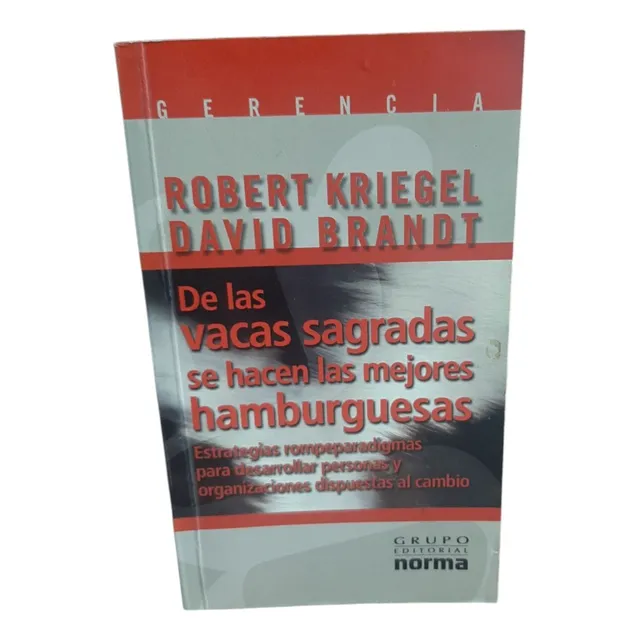 GERENCIA
ROBERT KRIEGEL
DAVID BRANDT
De las
vacas sagradas
se hacen las mejores
hamburguesas
Estrategias rompeparadigmas
para desarrollar personas y
organizaciones dispuestas al cambio
GRUPO
EDITORIAL
norma